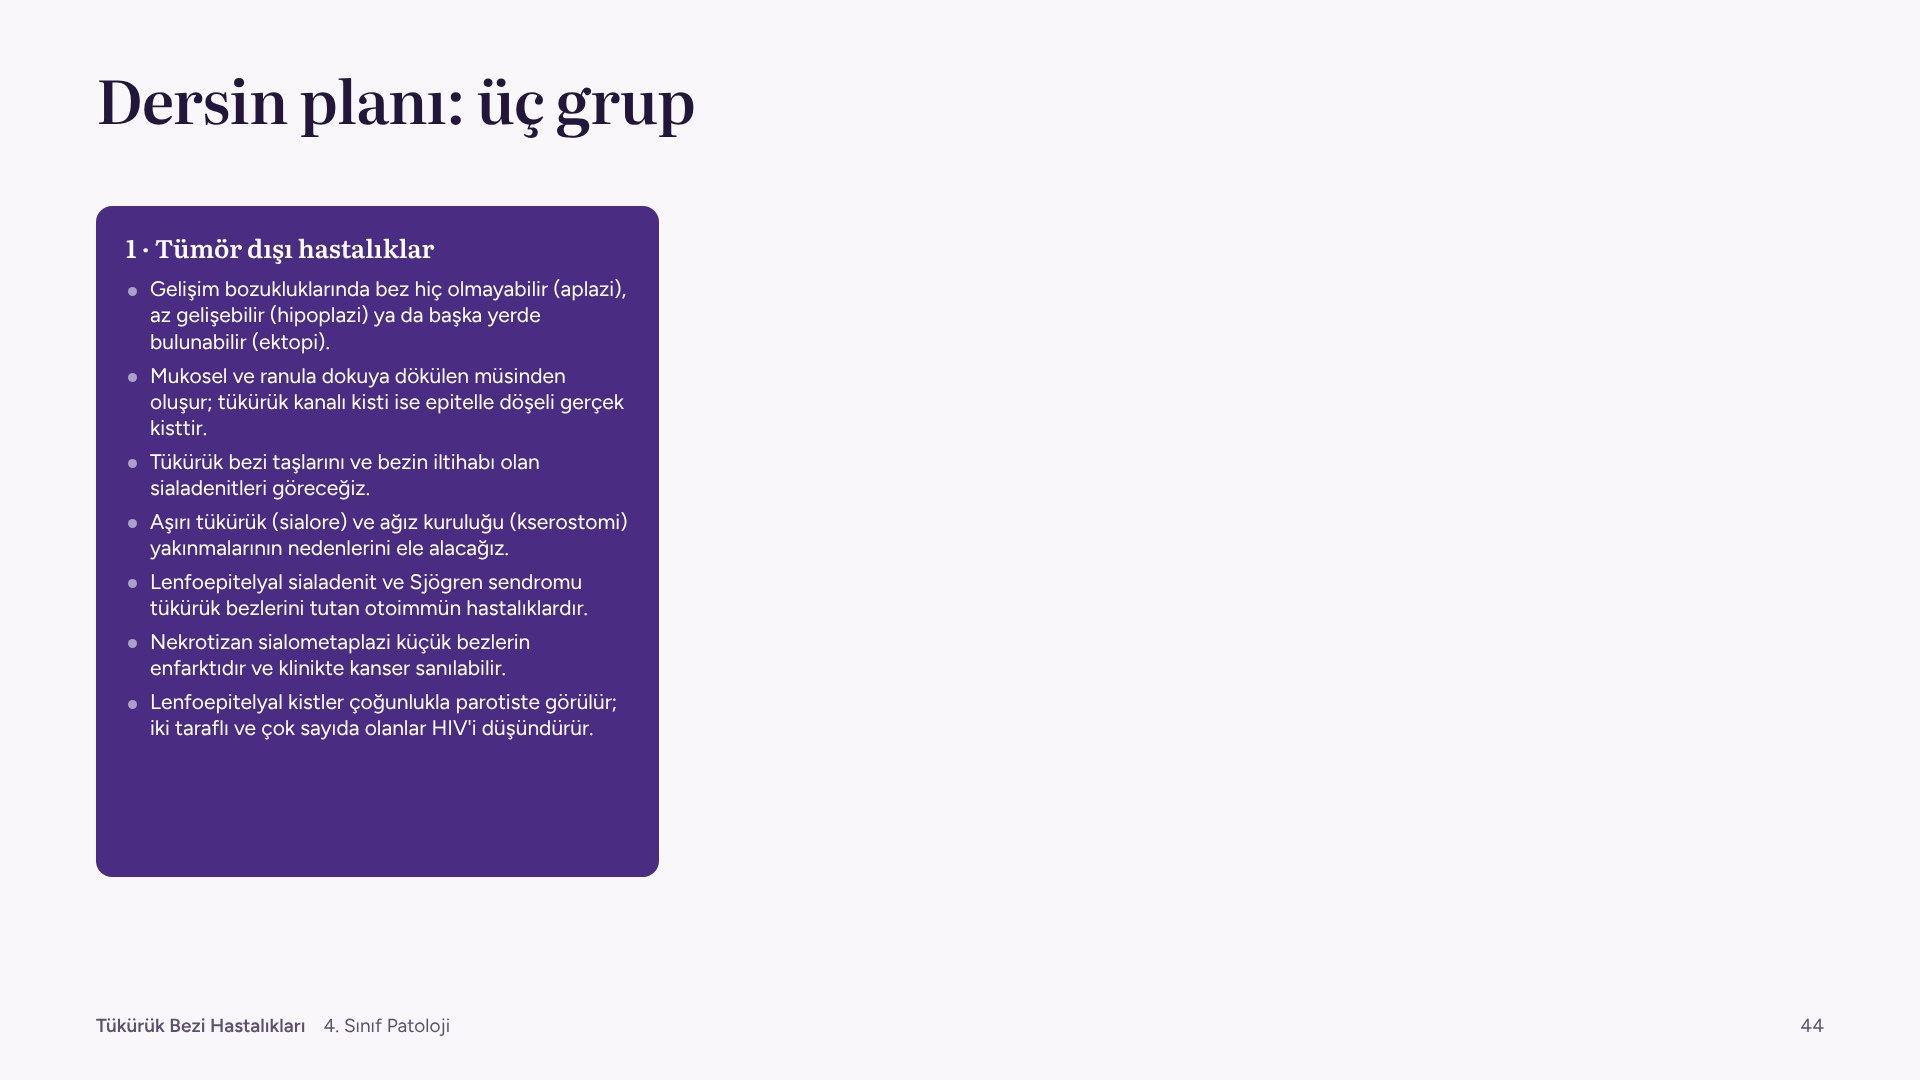 Dersin planı: üç grup
1 · Tümör dışı hastalıklar
Gelişim bozukluklarında bez hiç olmayabilir (aplazi),
az gelişebilir (hipoplazi) ya da başka yerde
bulunabilir (ektopi).
Mukosel ve ranula dokuya dökülen müsinden
oluşur; tükürük kanalı kisti ise epitelle döşeli gerçek
kisttir.
Tükürük bezi taşlarını ve bezin iltihabı olan
sialadenitleri göreceğiz.
Aşırı tükürük (sialore) ve ağız kuruluğu (kserostomi)
yakınmalarının nedenlerini ele alacağız.
Lenfoepitelyal sialadenit ve Sjögren sendromu
tükürük bezlerini tutan otoimmün hastalıklardır.
Nekrotizan sialometaplazi küçük bezlerin
enfarktıdır ve klinikte kanser sanılabilir.
Lenfoepitelyal kistler çoğunlukla parotiste görülür;
iki taraflı ve çok sayıda olanlar HIV'i düşündürür.
Tükürük Bezi Hastalıkları 4. Sınıf Patoloji
44